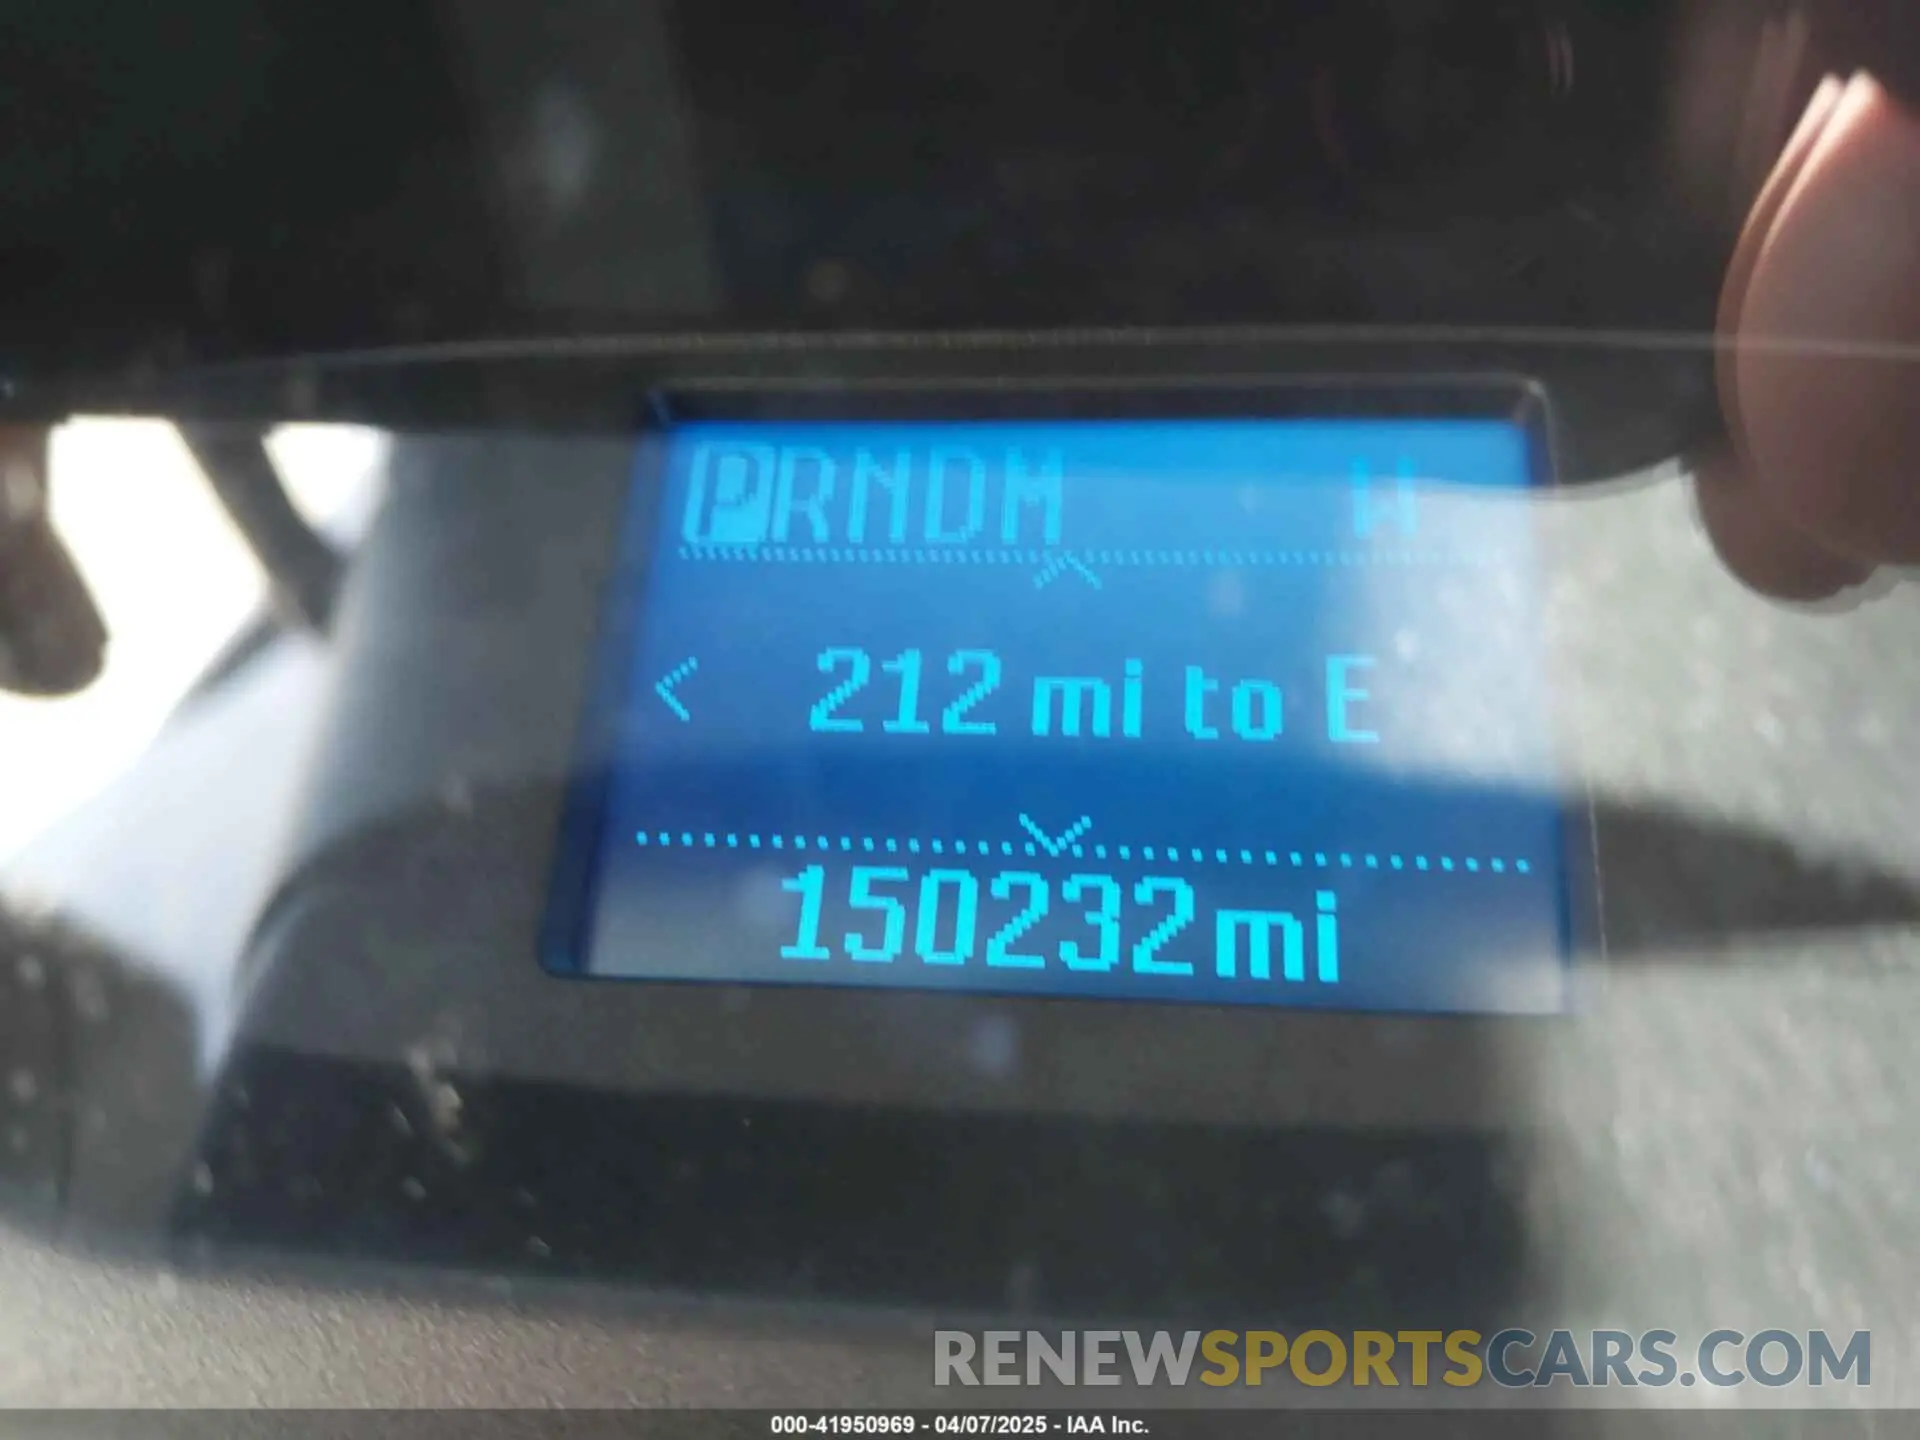 PRNDM W
212 mi to E
150232 mi
RENEWSPORTSCARS.COM
000-41950969 - 04/07/2025 - IAA Inc.